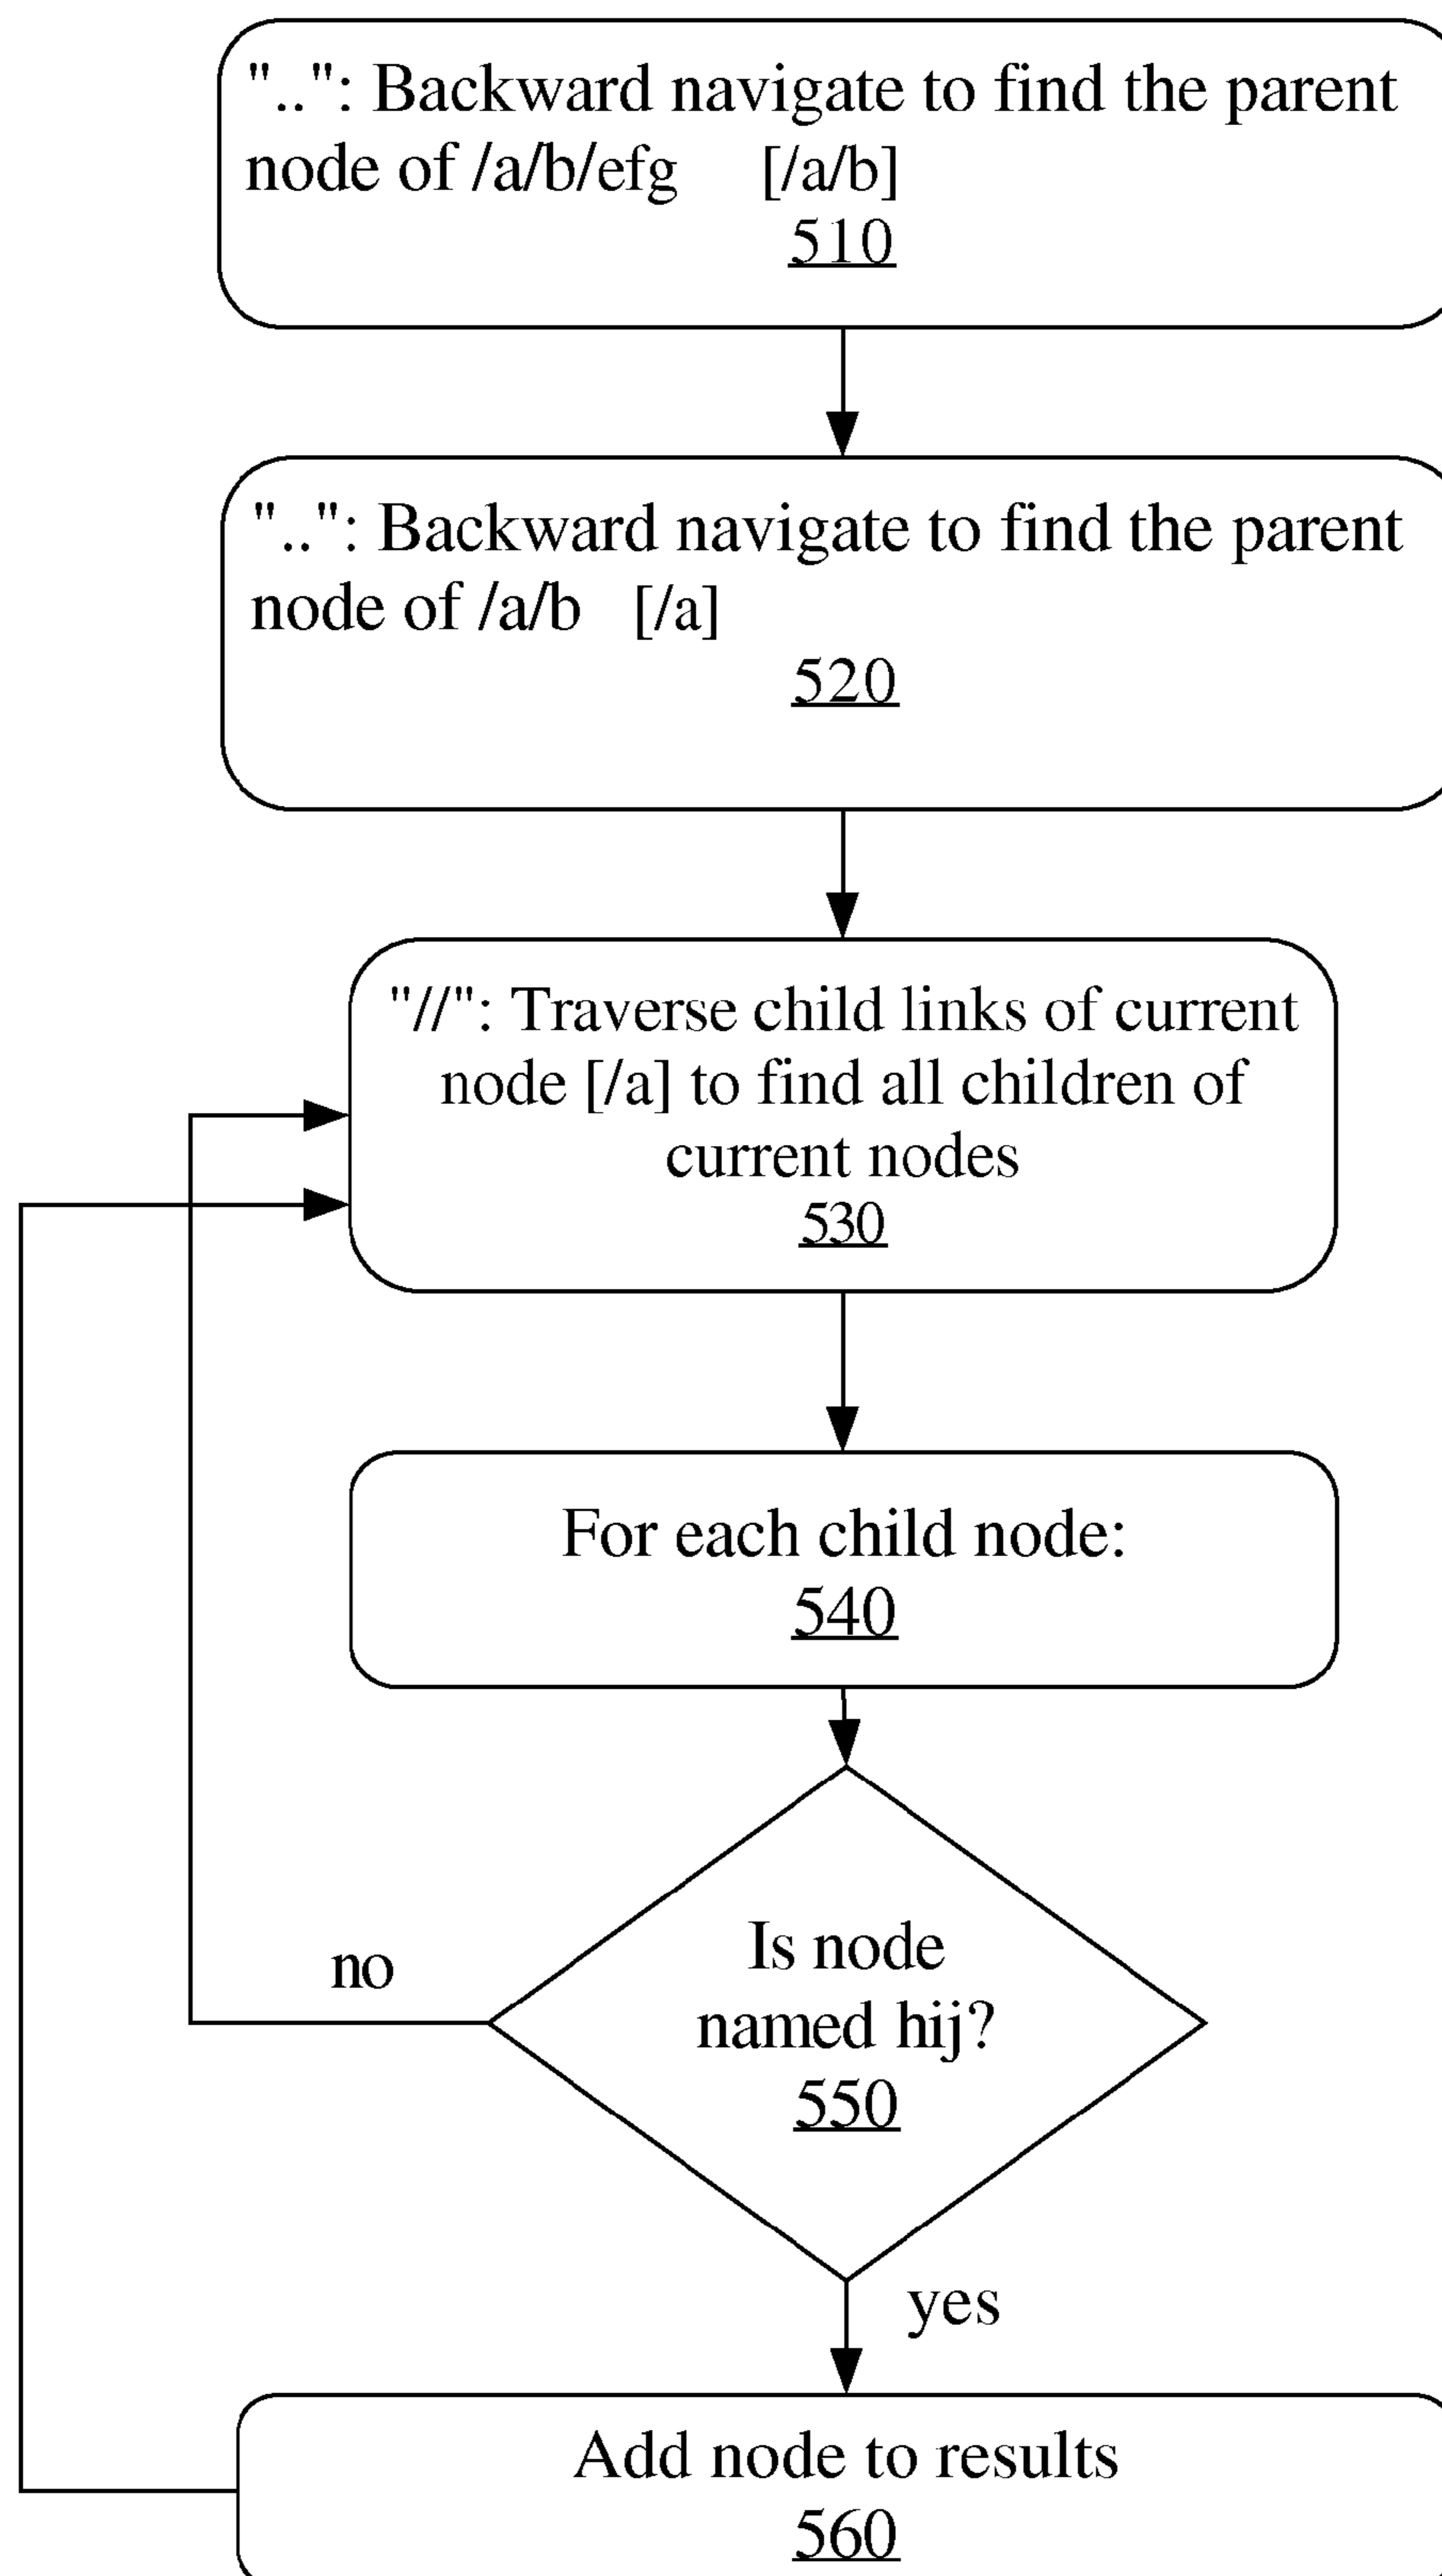 "..": Backward navigate to find the parent
node of /a/b/efg [/a/b]
510
"..": Backward navigate to find the parent
node of /a/b [/a]
520
"//": Traverse child links of current
node [/a] to find all children of
current nodes
530
For each child node:
540
Is node
named hij?
550
no
yes
Add node to results
560